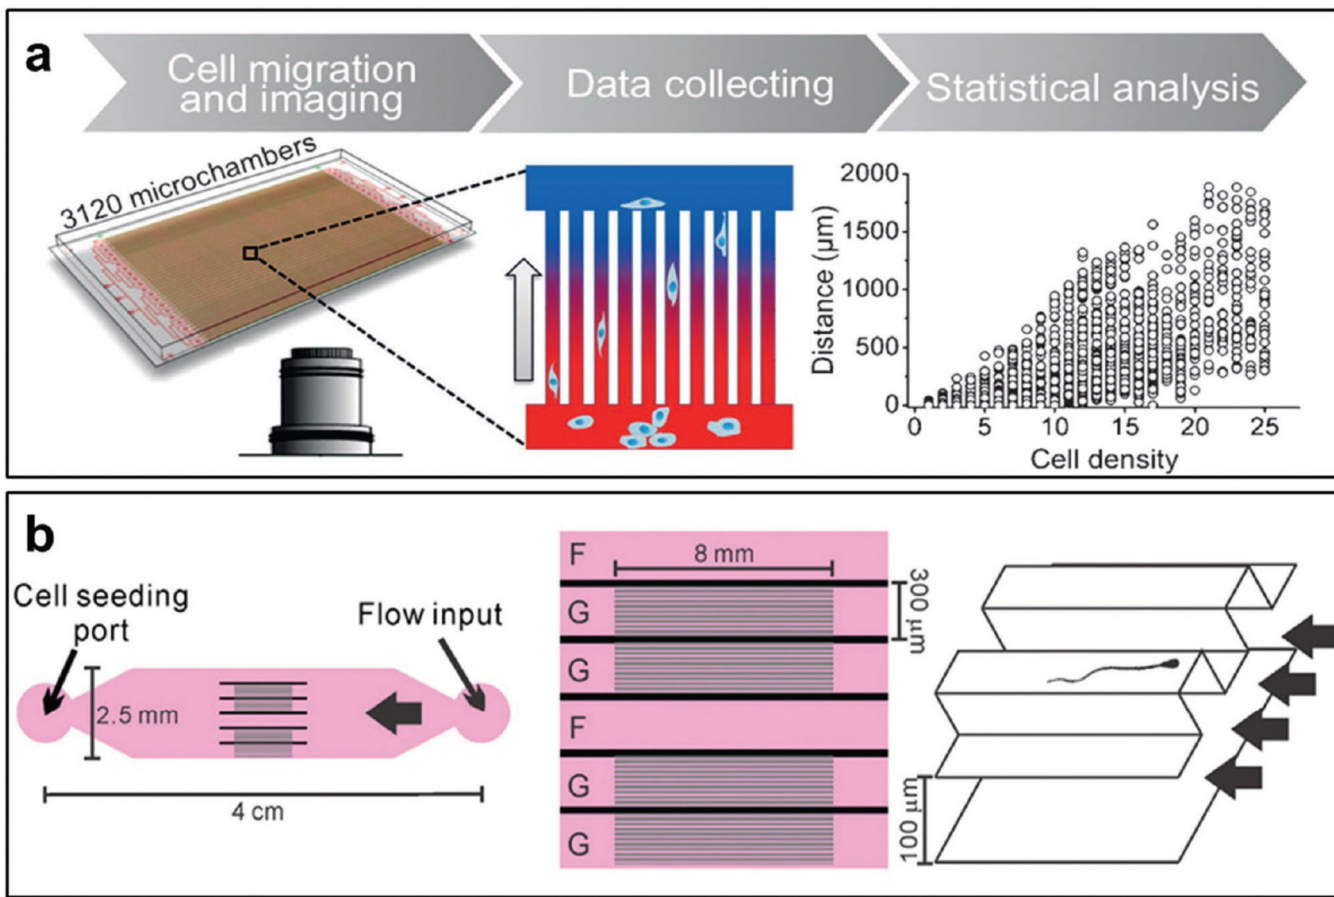 a
Cell migration
and imaging
Data collecting
Statistical analysis
3120 microchambers
Distance (µm)
2000
1500
1000
500
0
0 5 10 15 20 25
Cell density
b
Cell seeding
port
Flow input
2.5 mm
4 cm
F
8 mm
300 µm
G
G
F
G
G
100 µm